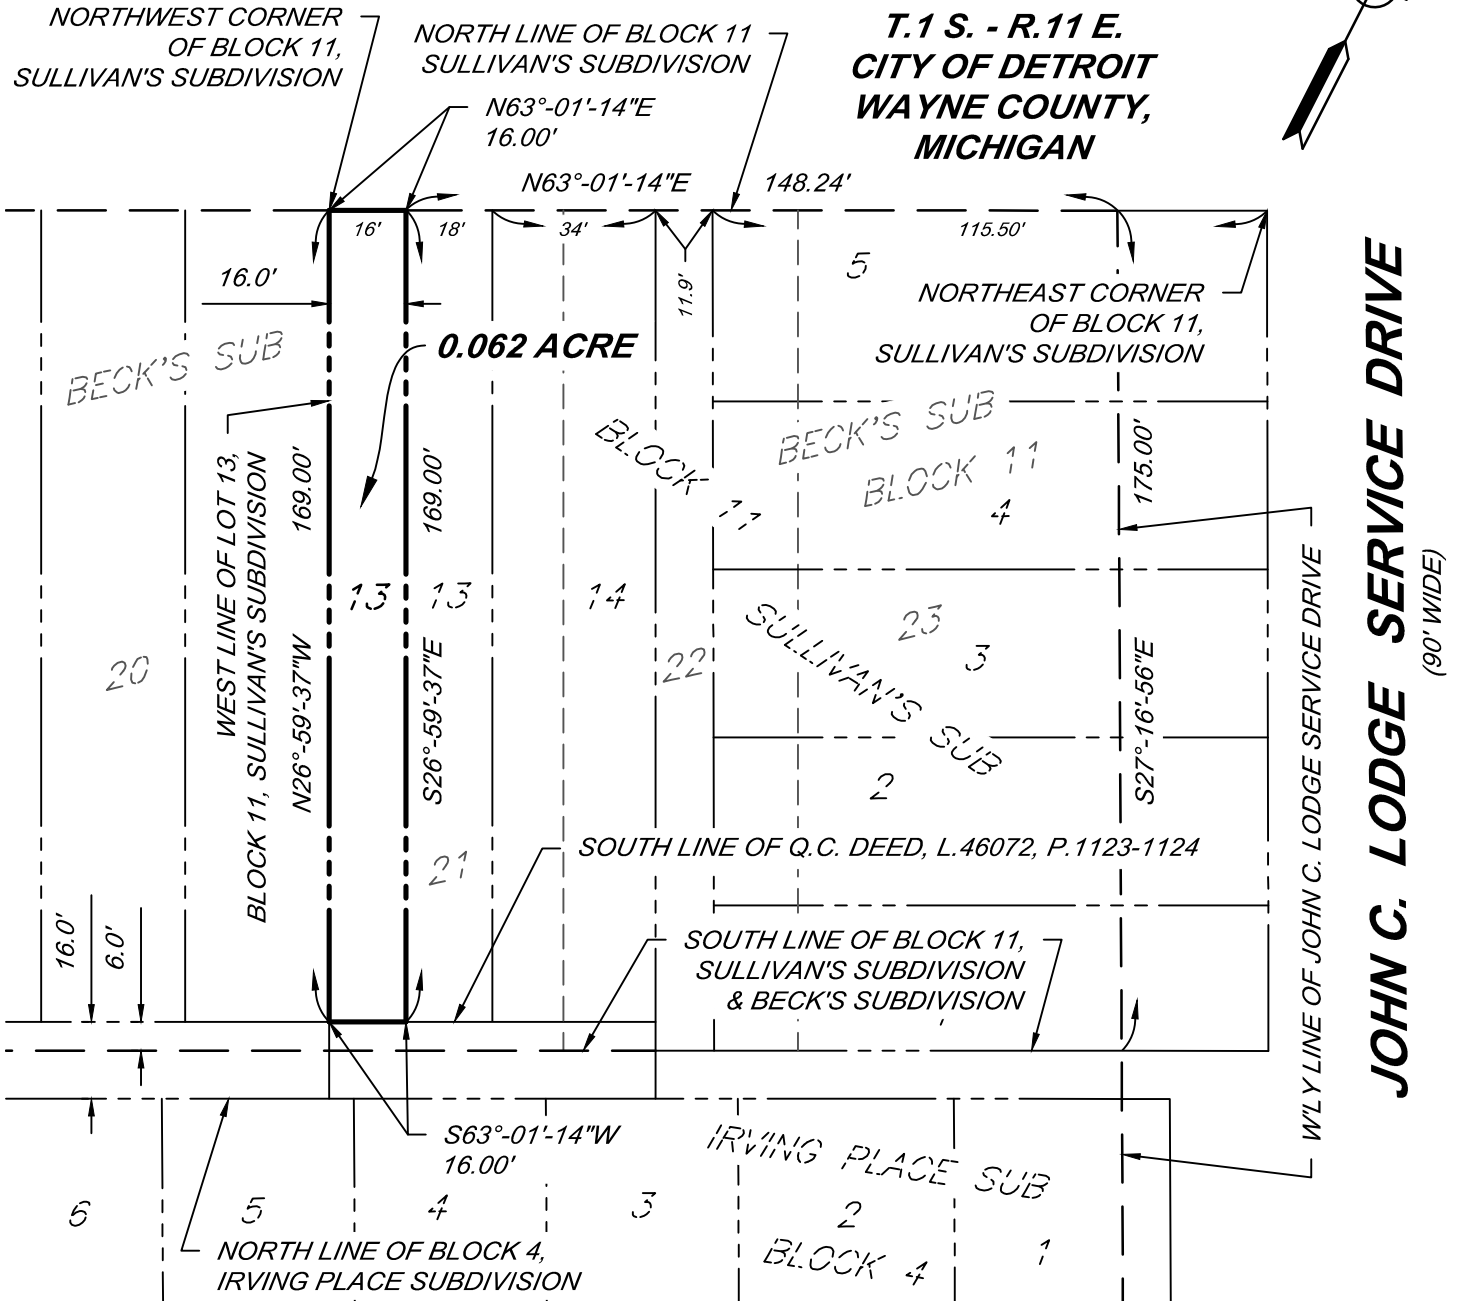 NORTHWEST CORNER
OF BLOCK 11,
SULLIVAN'S SUBDIVISION
NORTH LINE OF BLOCK 11
SULLIVAN'S SUBDIVISION
N63°-01'-14"E
16.00'
T.1 S. - R.11 E.
CITY OF DETROIT
WAYNE COUNTY,
MICHIGAN
N63°-01'-14"E 148.24'
16'
18'
34'
11.9'
115.50'
5
16.0'
NORTHEAST CORNER
OF BLOCK 11,
SULLIVAN'S SUBDIVISION
0.062 ACRE
BECK'S SUB
BLOCK 11
SULLIVAN'S SUB
BECK'S SUB
BLOCK 11
4
WEST LINE OF LOT 13,
BLOCK 11, SULLIVAN'S SUBDIVISION
N26°-59'-37"W 169.00'
S26°-59'-37"E 169.00'
13
13
14
20
21
22
23
3
2
S27°-16'-56"E 175.00'
W'LY LINE OF JOHN C. LODGE SERVICE DRIVE
JOHN C. LODGE SERVICE DRIVE
(90' WIDE)
SOUTH LINE OF Q.C. DEED, L.46072, P.1123-1124
SOUTH LINE OF BLOCK 11,
SULLIVAN'S SUBDIVISION
& BECK'S SUBDIVISION
16.0'
6.0'
S63°-01'-14"W
16.00'
IRVING PLACE SUB
BLOCK 4
6
5
4
3
2
1
NORTH LINE OF BLOCK 4,
IRVING PLACE SUBDIVISION